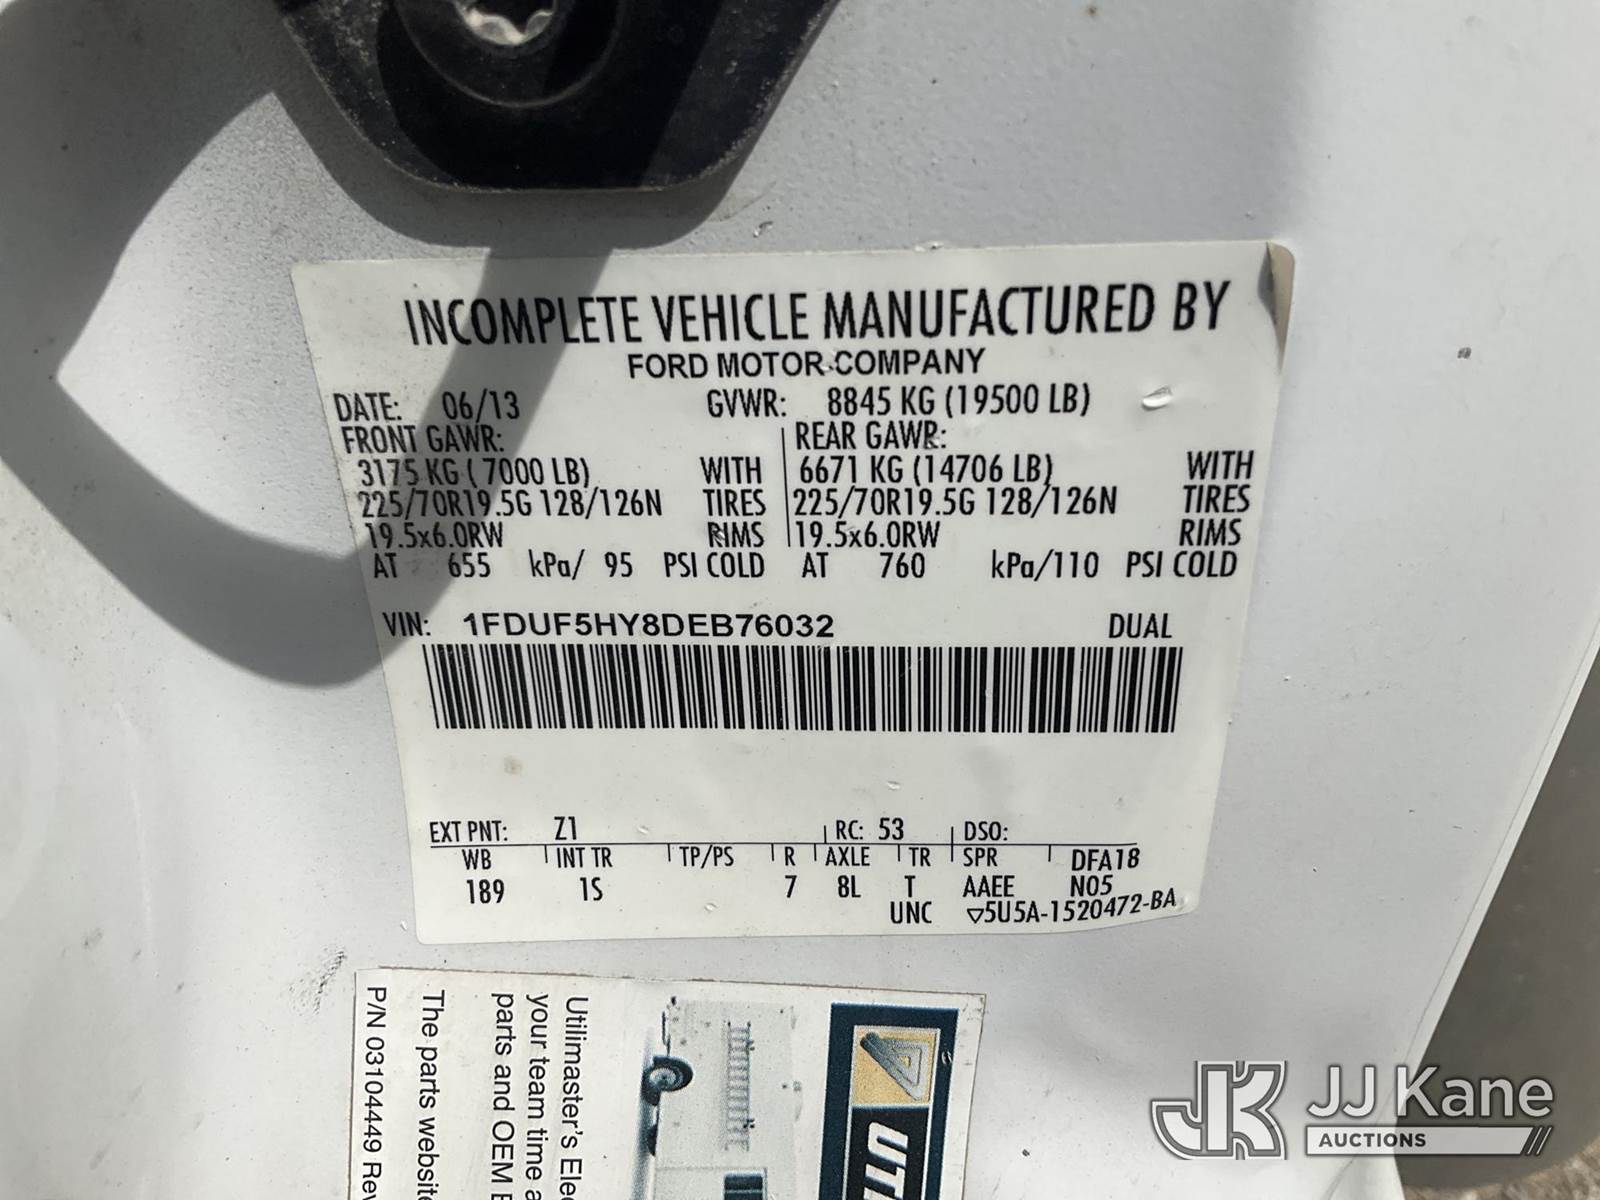 INCOMPLETE VEHICLE MANUFACTURED BY
FORD MOTOR COMPANY
DATE: 06/13 GVWR: 8845 KG (19500 LB)
FRONT GAWR: REAR GAWR:
3175 KG ( 7000 LB) WITH 6671 KG (14706 LB) WITH
225/70R19.5G 128/126N TIRES 225/70R19.5G 128/126N TIRES
19.5x6.0RW RIMS 19.5x6.0RW RIMS
AT 655 kPa/ 95 PSI COLD AT 760 kPa/110 PSI COLD
VIN: 1FDUF5HY8DEB76032 DUAL
EXT PNT: Z1 RC: 53 DSO:
WB INT TR TP/PS R AXLE TR SPR DFA18
189 1S 7 8L T AAEE N05
UNC ▽5U5A-1520472-BA
Utilimaster's
your team time
parts and OEM
The parts
P/N 03104449 Rev
JJ Kane
AUCTIONS